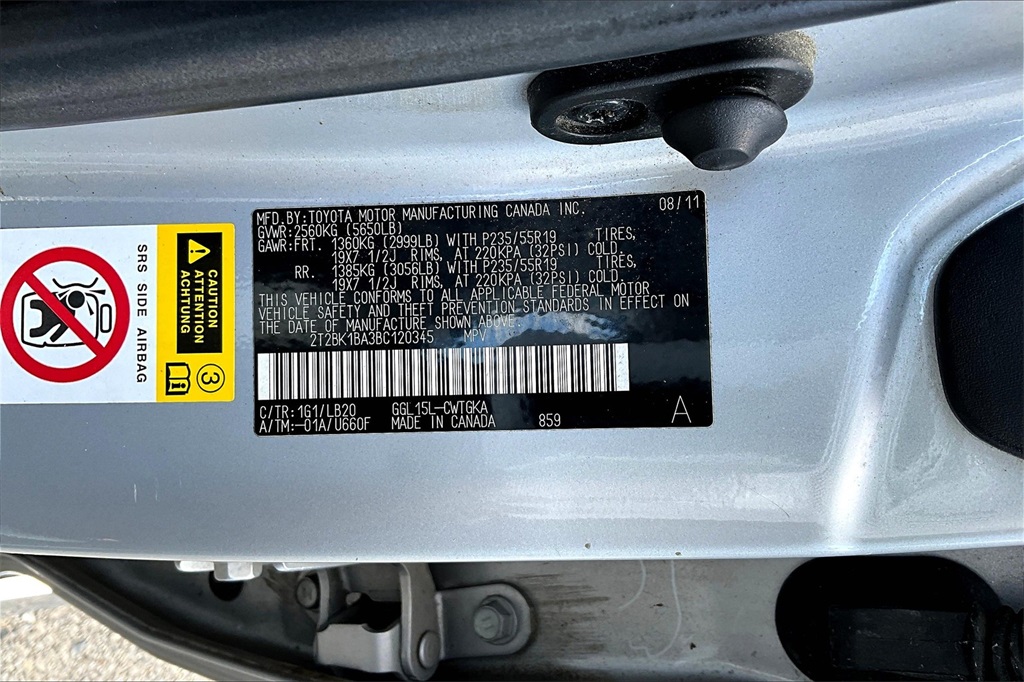 MFD.BY:TOYOTA MOTOR MANUFACTURING CANADA INC. 08/11
GVWR:2560KG (5650LB)
GAWR:FRT. 1360KG (2999LB) WITH P235/55R19 TIRES,
19X7 1/2J RIMS, AT 220KPA (32PSI) COLD.
RR. 1385KG (3056LB) WITH P235/55R19 TIRES,
19X7 1/2J RIMS, AT 220KPA (32PSI) COLD.
THIS VEHICLE CONFORMS TO ALL APPLICABLE FEDERAL MOTOR
VEHICLE SAFETY AND THEFT PREVENTION STANDARDS IN EFFECT ON
THE DATE OF MANUFACTURE SHOWN ABOVE.
2T2BK1BA3BC120345 MPV
C/TR:1G1/LB20 GGL15L-CWTGKA
A/TM:-01A/U660F MADE IN CANADA 859 A
SRS SIDE AIRBAG
CAUTION
ATTENTION
ACHTUNG
3